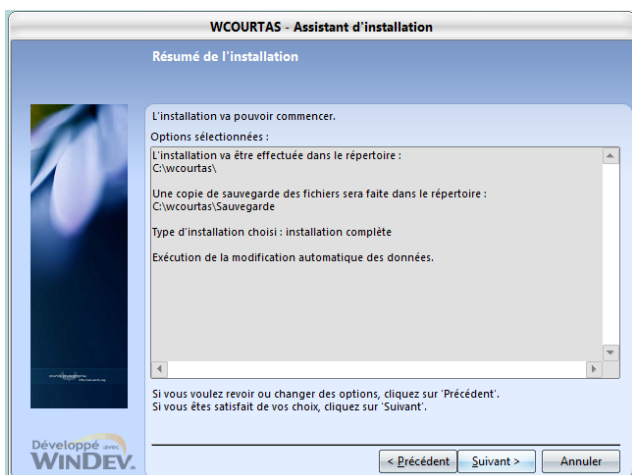 WCOURTAS - Assistant d'installation
Résumé de l'installation
L'installation va pouvoir commencer.
Options sélectionnées :
L'installation va être effectuée dans le répertoire :
C:\wcourtas\
Une copie de sauvegarde des fichiers sera faite dans le répertoire :
C:\wcourtas\Sauvegarde
Type d'installation choisi : installation complète
Exécution de la modification automatique des données.
Si vous voulez revoir ou changer des options, cliquez sur 'Précédent'.
Si vous êtes satisfait de vos choix, cliquez sur 'Suivant'.
Développé avec
WINDEV.
< Précédent Suivant > Annuler